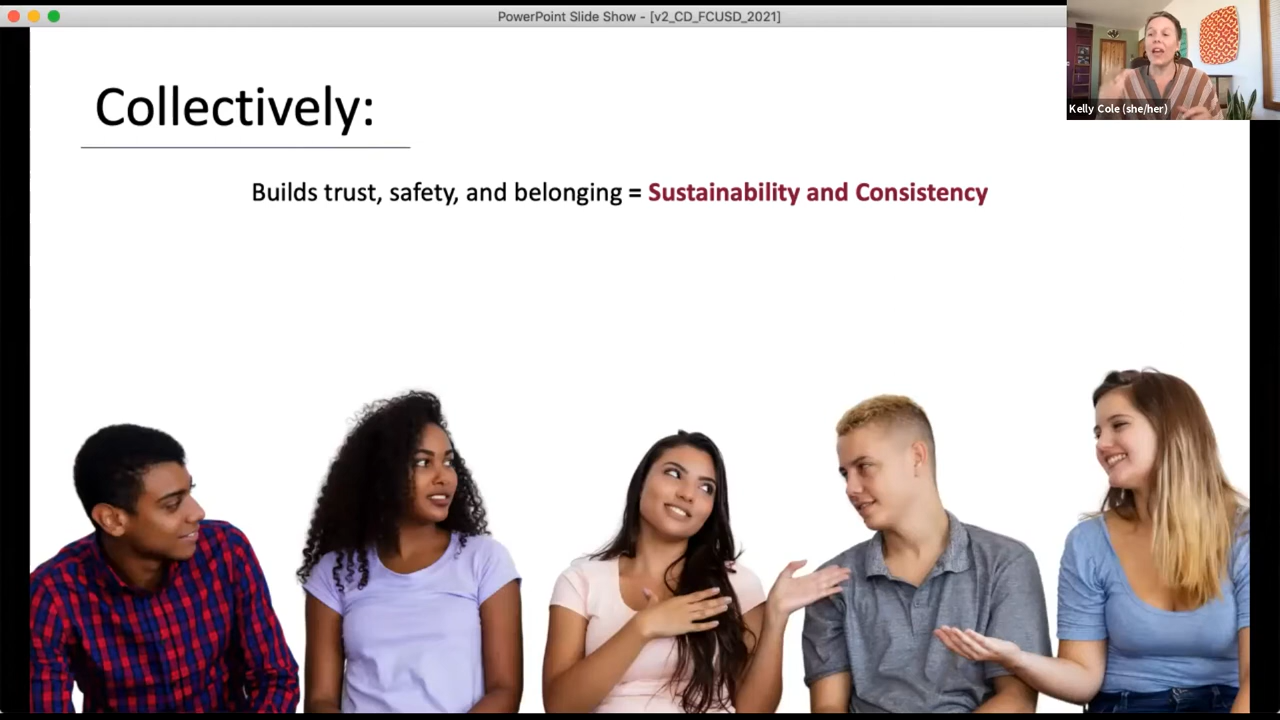 PowerPoint Slide Show - [v2_CD_FCUSD_2021]
Kelly Cole (she/her)
Collectively:
Builds trust, safety, and belonging = Sustainability and Consistency